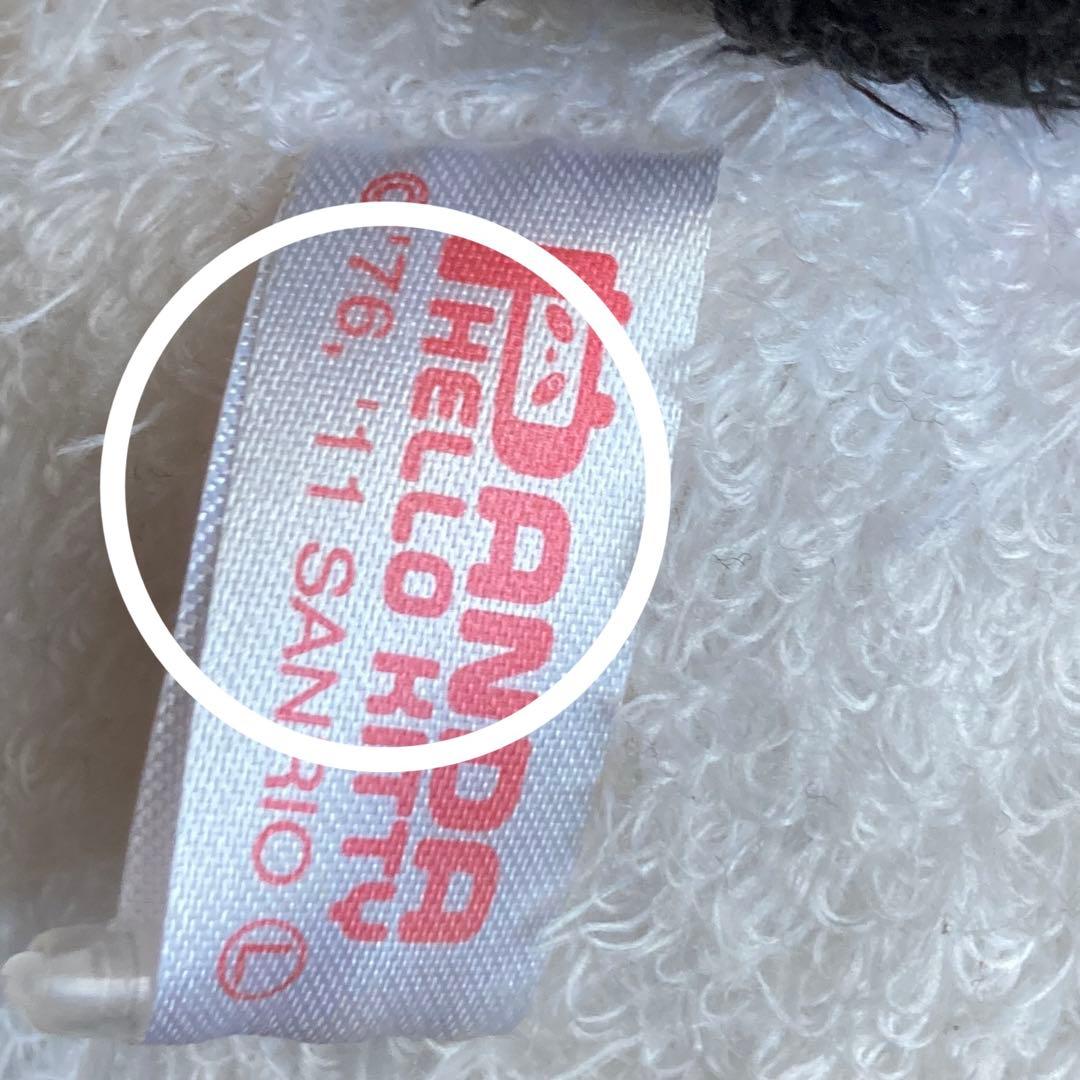 PANDA
HELLO KITTY
© '76, '11 SANRIO Ⓛ